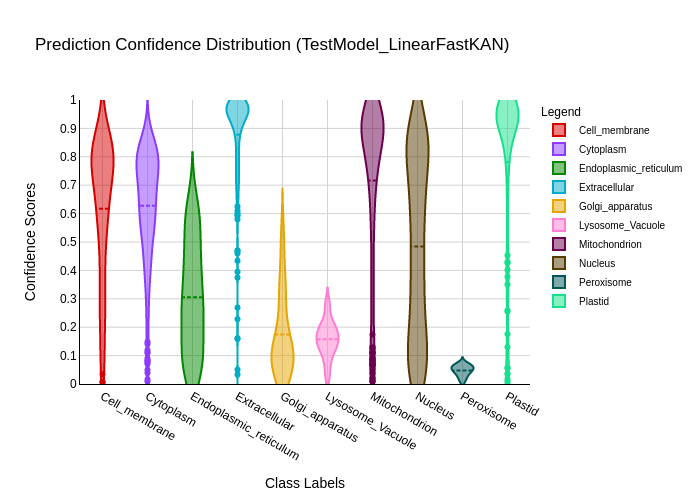 Prediction Confidence Distribution (TestModel_LinearFastKAN)
Legend
Cell_membrane
Cytoplasm
Endoplasmic_reticulum
Extracellular
Golgi_apparatus
Lysosome_Vacuole
Mitochondrion
Nucleus
Peroxisome
Plastid
Confidence Scores
1
0.9
0.8
0.7
0.6
0.5
0.4
0.3
0.2
0.1
0
Cell_membrane
Cytoplasm
Endoplasmic_reticulum
Extracellular
Golgi_apparatus
Lysosome_Vacuole
Mitochondrion
Nucleus
Peroxisome
Plastid
Class Labels